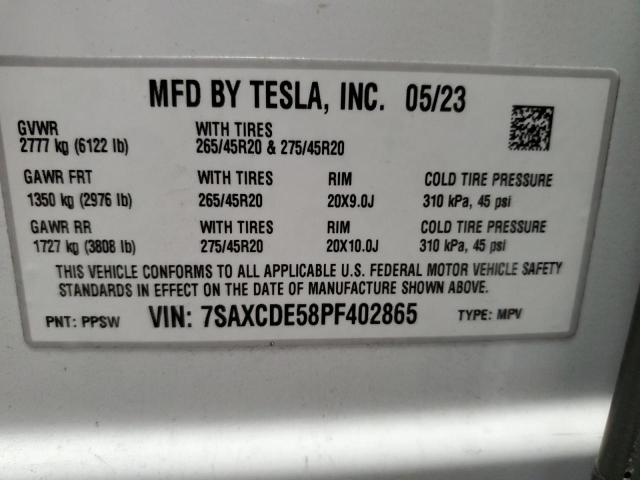 MFD BY TESLA, INC. 05/23
GVWR WITH TIRES
2777 kg (6122 lb) 265/45R20 & 275/45R20
GAWR FRT WITH TIRES RIM COLD TIRE PRESSURE
1350 kg (2976 lb) 265/45R20 20X9.0J 310 kPa, 45 psi
GAWR RR WITH TIRES RIM COLD TIRE PRESSURE
1727 kg (3808 lb) 275/45R20 20X10.0J 310 kPa, 45 psi
THIS VEHICLE CONFORMS TO ALL APPLICABLE U.S. FEDERAL MOTOR VEHICLE SAFETY
STANDARDS IN EFFECT ON THE DATE OF MANUFACTURE SHOWN ABOVE.
PNT: PPSW VIN: 7SAXCDE58PF402865 TYPE: MPV